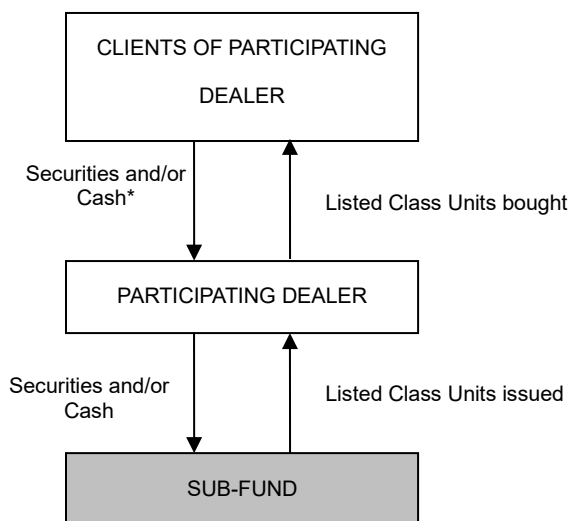 CLIENTS OF PARTICIPATING
DEALER
Securities and/or
Cash*
Listed Class Units bought
PARTICIPATING DEALER
Securities and/or
Cash
Listed Class Units issued
SUB-FUND